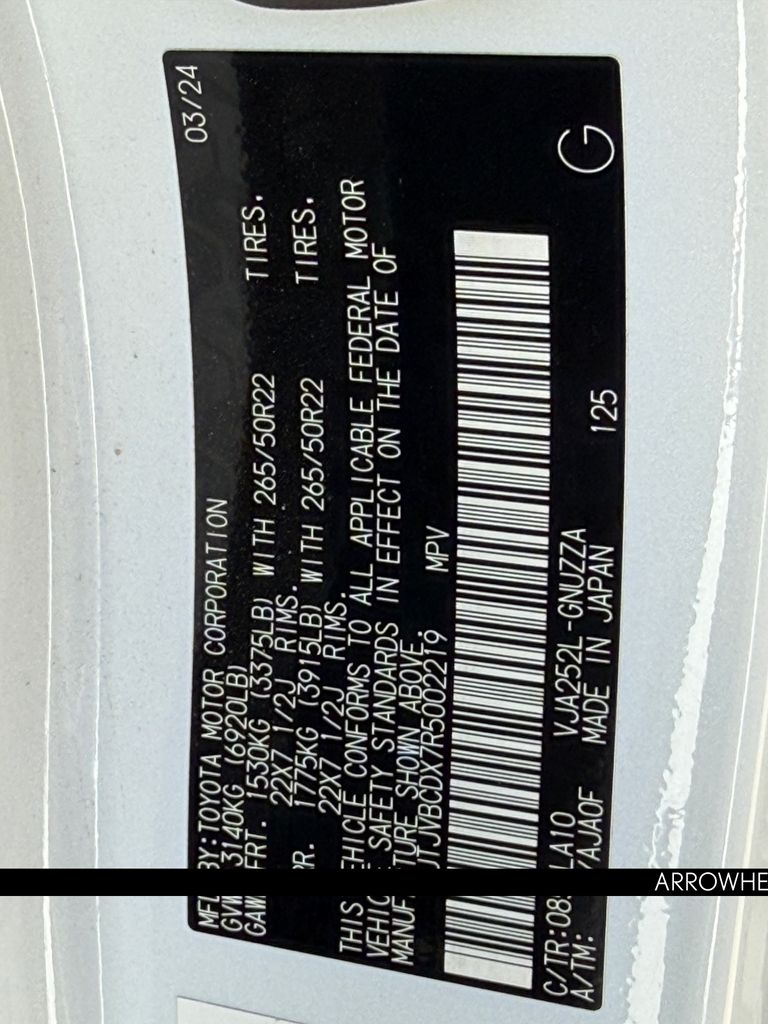 MFD. BY:TOYOTA MOTOR CORPORATION 03/24
GVWR 3140KG (6920LB)
GAWR FRT. 1530KG (3375LB) WITH 265/50R22 TIRES.
22X7 1/2J RIMS.
RR. 1775KG (3915LB) WITH 265/50R22 TIRES.
22X7 1/2J RIMS.
THIS VEHICLE CONFORMS TO ALL APPLICABLE FEDERAL MOTOR
VEHICLE SAFETY STANDARDS IN EFFECT ON THE DATE OF
MANUFACTURE SHOWN ABOVE.
JTJVBCDX7R5002219 MPV
LA10 VJA252L-GNUZZA 125
A/TM: MADE IN JAPAN G
ARROWHE